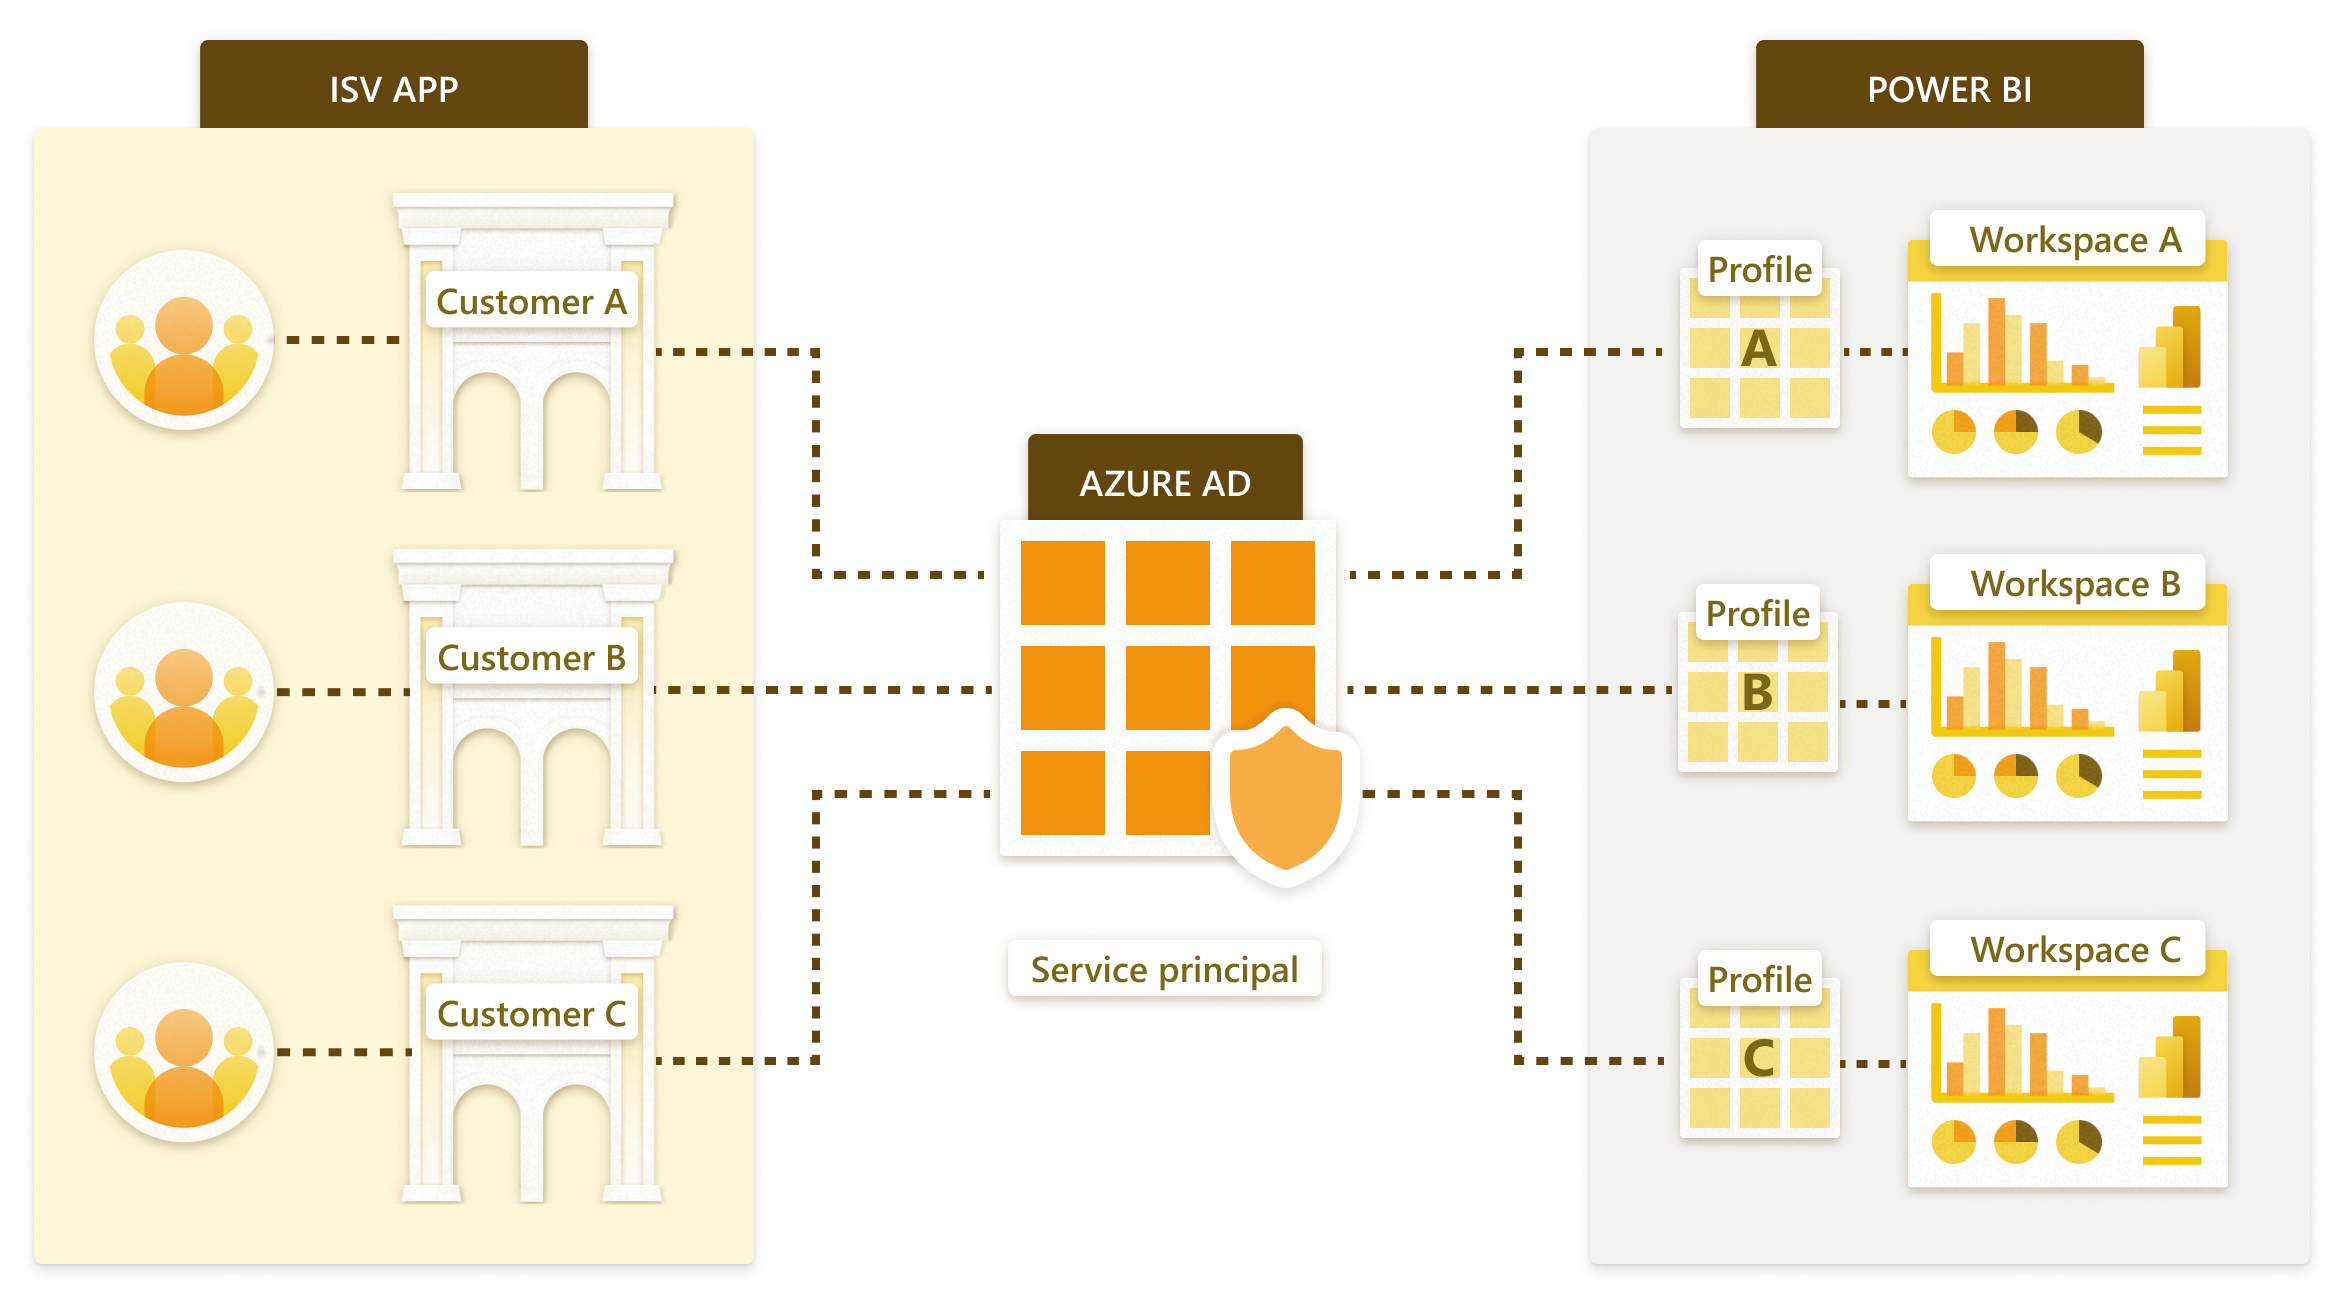 ISV APP
Customer A
Customer B
Customer C
AZURE AD
Service principal
POWER BI
Profile
A
Workspace A
Profile
B
Workspace B
Profile
C
Workspace C